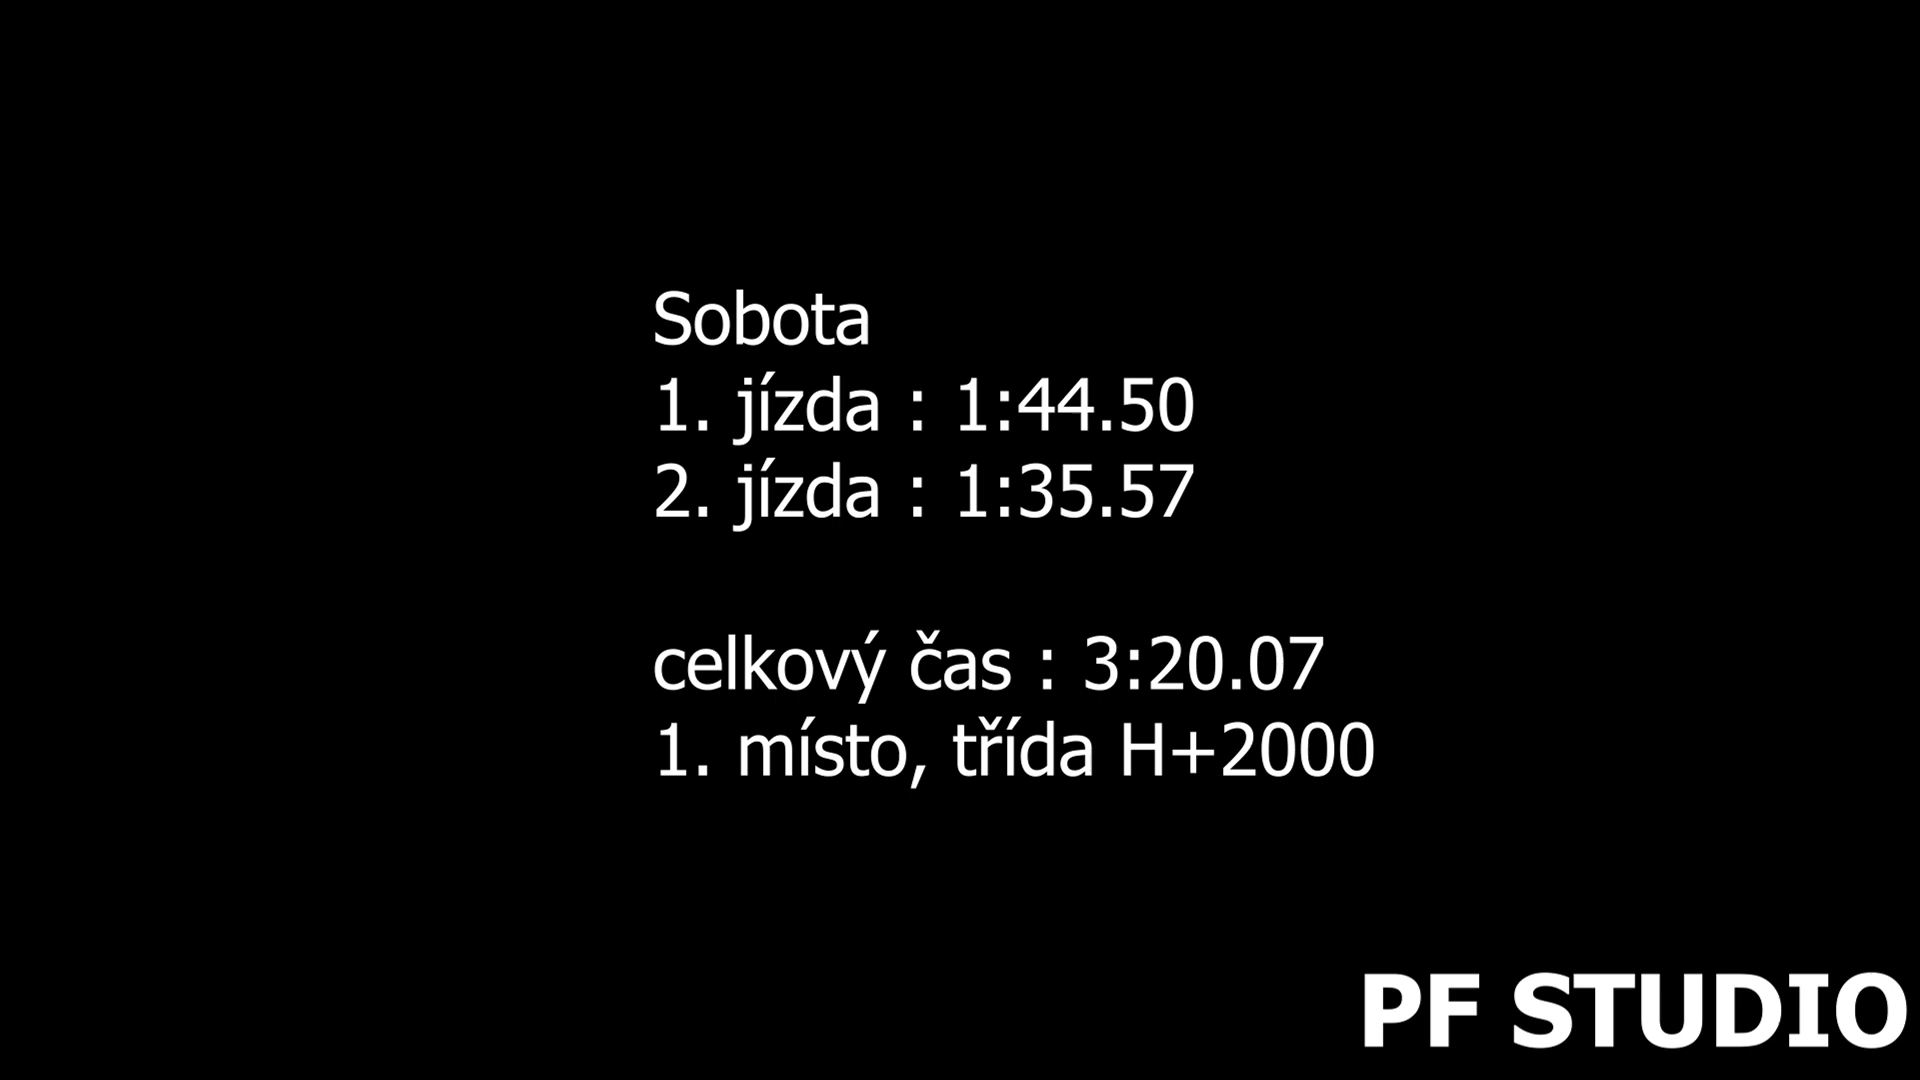 Sobota
1. jízda : 1:44.50
2. jízda : 1:35.57
celkový čas : 3:20.07
1. místo, třída H+2000
PF STUDIO